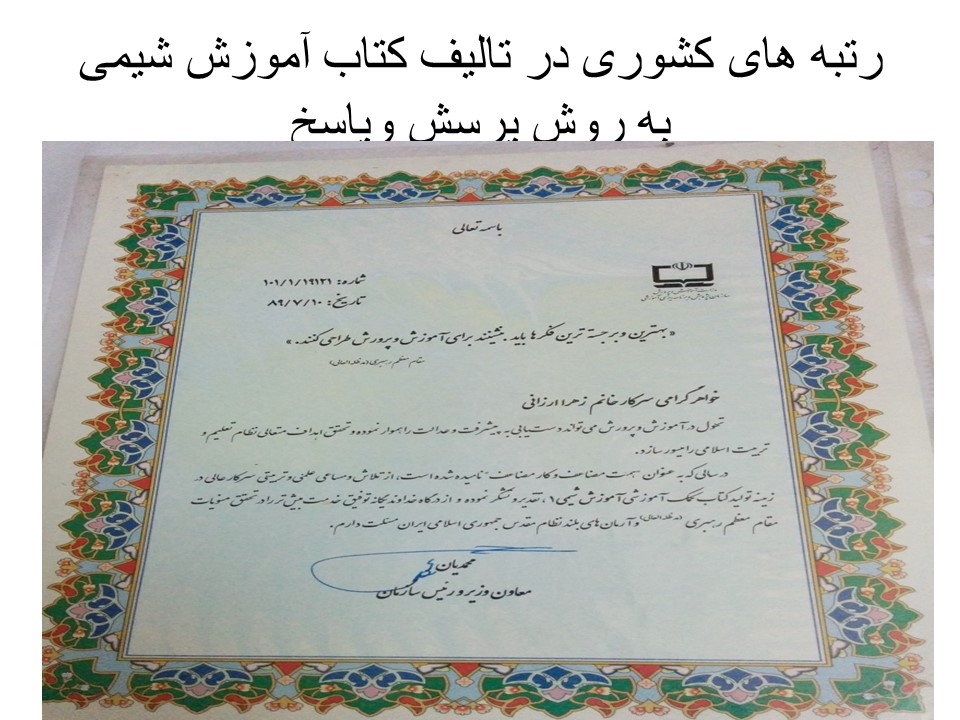 رتبه های کشوری در تالیف کتاب آموزش شیمی
به روش پرسش وپاسخ
باسمه تعالی
شماره: ۱۰۱/۱/۱۹۱۲۱
تاریخ: ۸۹/۷/۱۰
«بهترین و برجسته ترین فکرها باید بنشینند برای آموزش و پرورش طراحی کنند.»
مقام معظم رهبری (مدظله العالی)
خواهر گرامی سرکار خانم زهرا ارزانی
تحول در آموزش و پرورش می تواند دست یابی به پیشرفت و عدالت را هموار نموده و تحقق اهداف متعالی نظام تعلیم و
تربیت اسلامی را میسور سازد.
در سالی که به عنوان همت مضاعف و کار مضاعف نامیده شده است، از تلاش و مساعی علمی و تربیتی سرکار عالی در
زمینه تولید کتاب کمک آموزشی آموزش شیمی ۱، تقدیر و تشکر نموده و از درگاه خداوند یگانه توفیق خدمت بیش تر را در تحقق منویات
مقام معظم رهبری (مدظله العالی) و آرمان های بلند نظام مقدس جمهوری اسلامی ایران مسئلت دارم.
محمدیان
معاون وزیر و رئیس سازمان